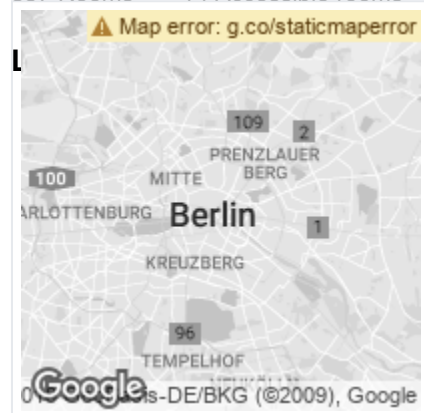 Map error: g.co/staticmaperror
L
109
2
PRENZLAUER
BERG
100
MITTE
ARLOTTENBURG
Berlin
1
KREUZBERG
96
TEMPELHOF
Google
-DE/BKG (©2009), Google